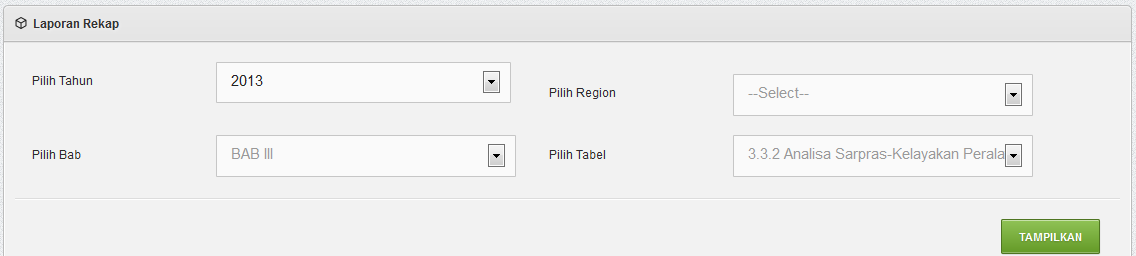 Laporan Rekap
Pilih Tahun
2013
Pilih Region
--Select--
Pilih Bab
BAB III
Pilih Tabel
3.3.2 Analisa Sarpras-Kelayakan Perala
TAMPILKAN